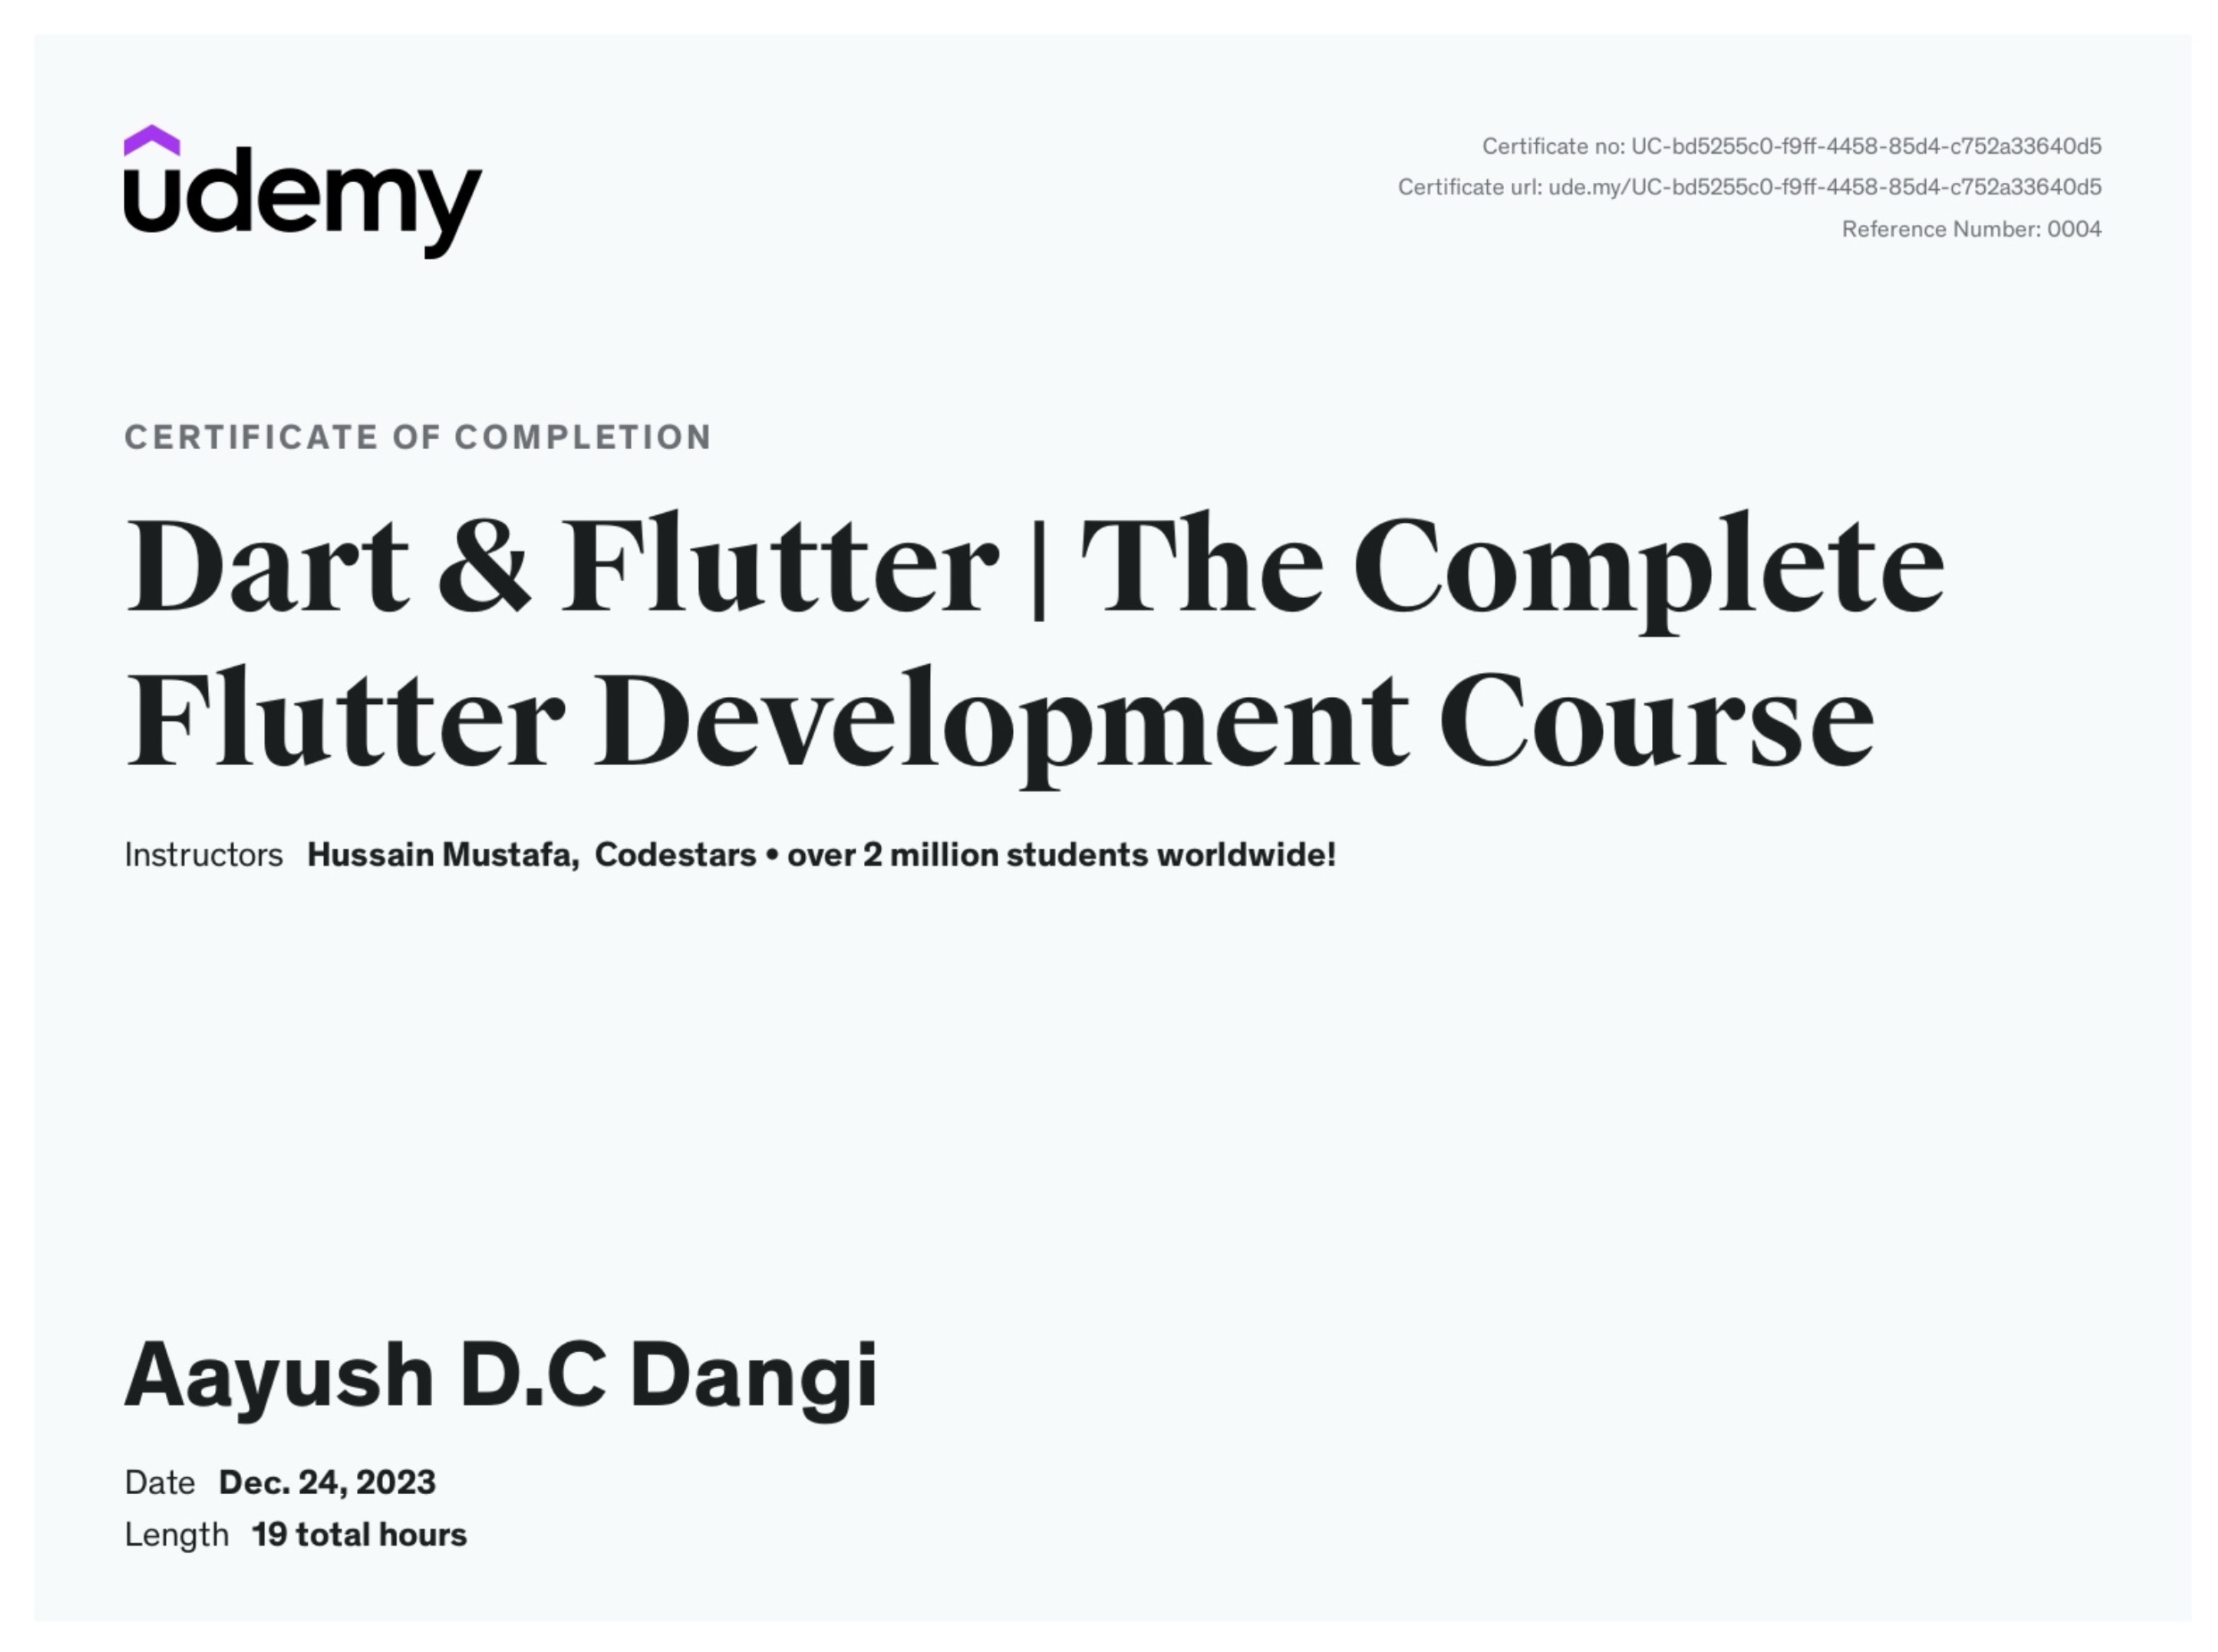 udemy
Certificate no: UC-bd5255c0-f9ff-4458-85d4-c752a33640d5
Certificate url: ude.my/UC-bd5255c0-f9ff-4458-85d4-c752a33640d5
Reference Number: 0004
CERTIFICATE OF COMPLETION
Dart & Flutter | The Complete
Flutter Development Course
Instructors Hussain Mustafa, Codestars • over 2 million students worldwide!
Aayush D.C Dangi
Date Dec. 24, 2023
Length 19 total hours